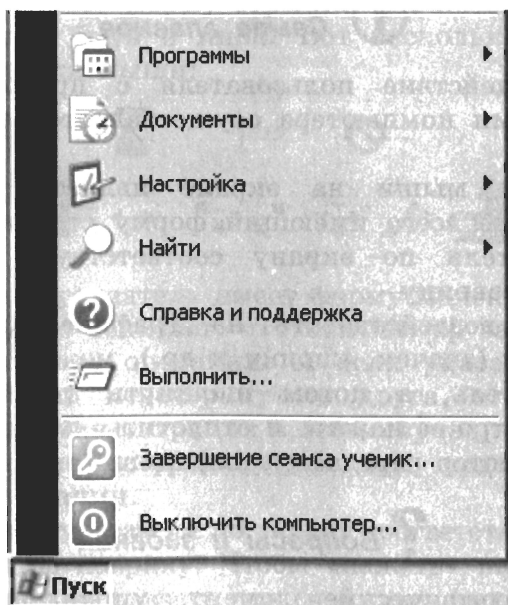 Программы
Документы
Настройка
Найти
Справка и поддержка
Выполнить...
Завершение сеанса ученик...
Выключить компьютер...
Пуск